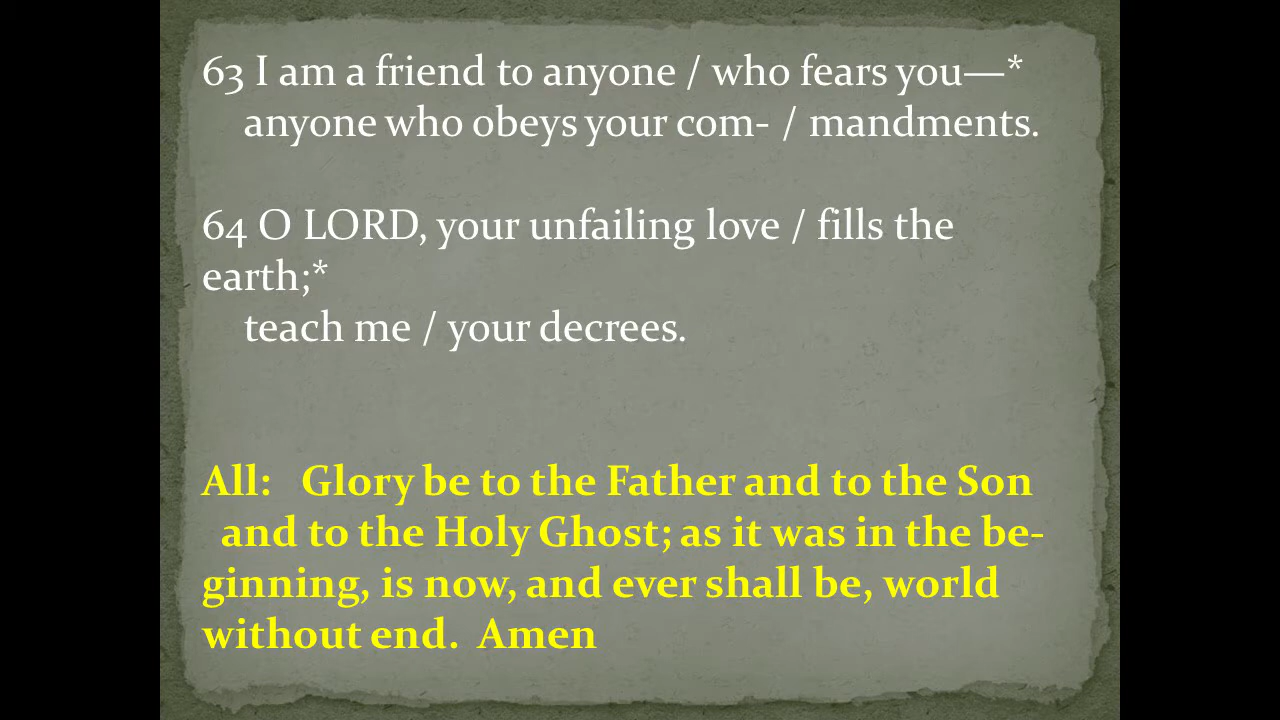 63 I am a friend to anyone / who fears you—*
anyone who obeys your com- / mandments.
64 O LORD, your unfailing love / fills the
earth;*
teach me / your decrees.
All: Glory be to the Father and to the Son
and to the Holy Ghost; as it was in the be-
ginning, is now, and ever shall be, world
without end. Amen